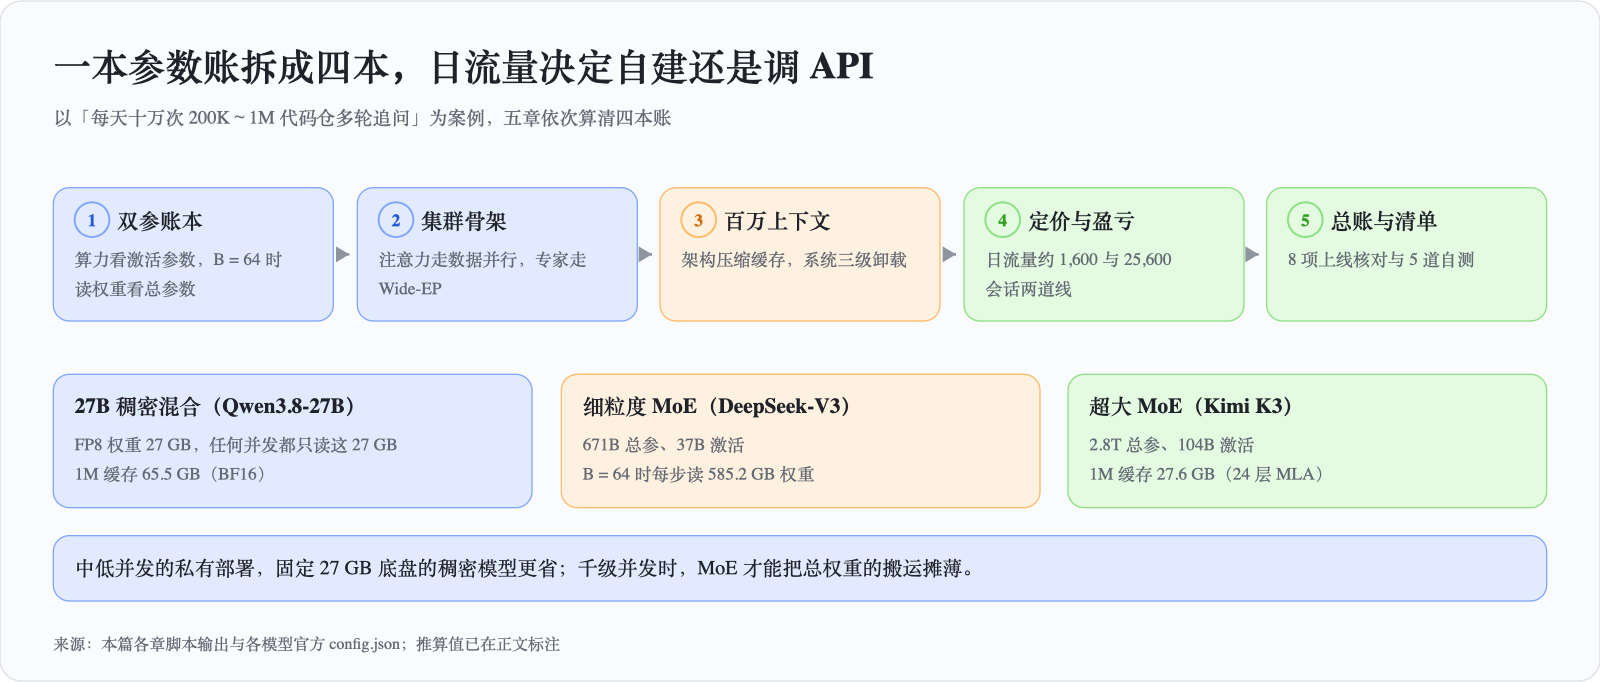 一本参数账拆成四本，日流量决定自建还是调 API
以「每天十万次 200K ~ 1M 代码仓多轮追问」为案例，五章依次算清四本账
1 双参账本
算力看激活参数，B = 64 时
读权重看总参数
2 集群骨架
注意力走数据并行，专家走
Wide-EP
3 百万上下文
架构压缩缓存，系统三级卸载
4 定价与盈亏
日流量约 1,600 与 25,600
会话两道线
5 总账与清单
8 项上线核对与 5 道自测
27B 稠密混合（Qwen3.8-27B）
FP8 权重 27 GB，任何并发都只读这 27 GB
1M 缓存 65.5 GB（BF16）
细粒度 MoE（DeepSeek-V3）
671B 总参、37B 激活
B = 64 时每步读 585.2 GB 权重
超大 MoE（Kimi K3）
2.8T 总参、104B 激活
1M 缓存 27.6 GB（24 层 MLA）
中低并发的私有部署，固定 27 GB 底盘的稠密模型更省；千级并发时，MoE 才能把总权重的搬运摊薄。
来源：本篇各章脚本输出与各模型官方 config.json；推算值已在正文标注